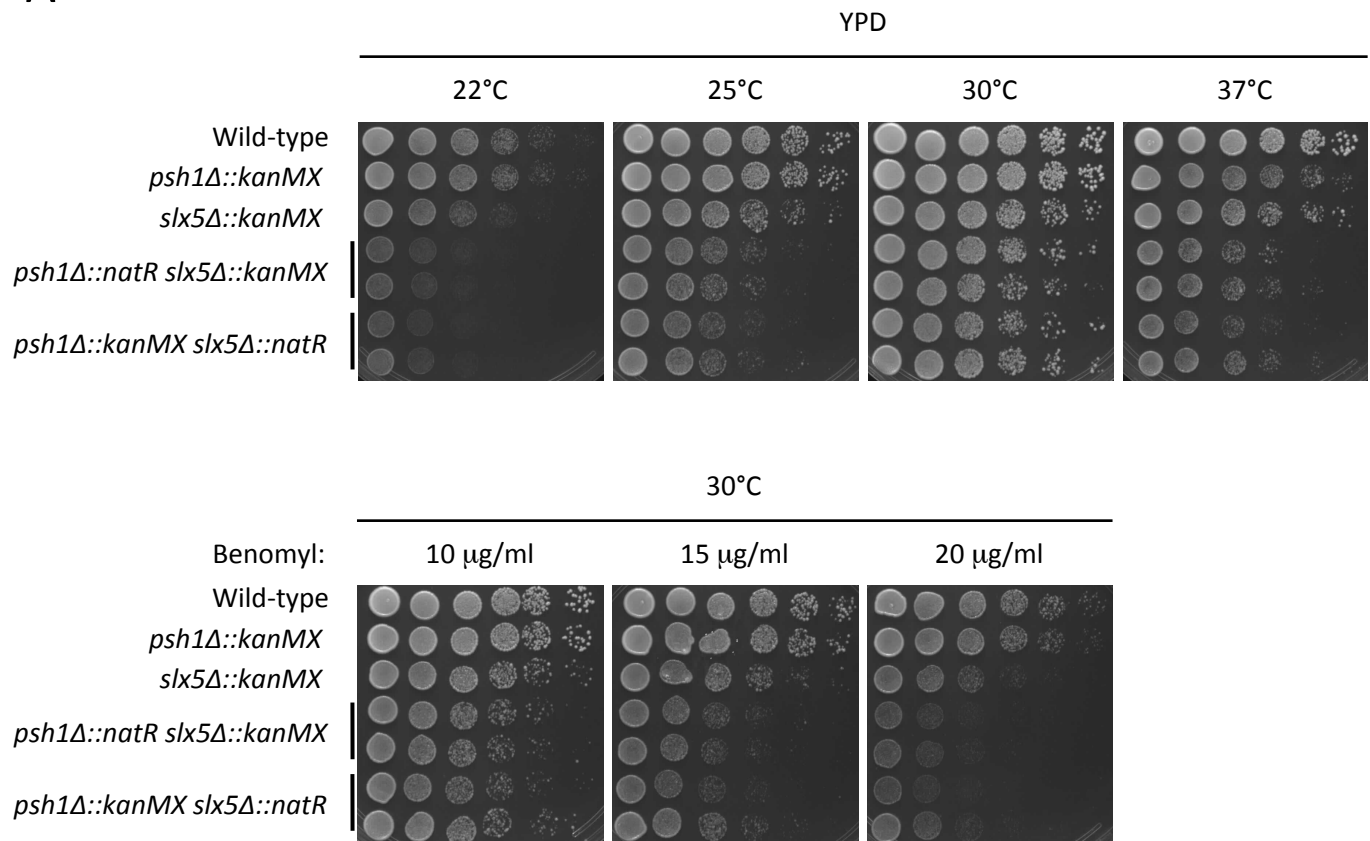 YPD
22°C 25°C 30°C 37°C
Wild-type
psh1Δ::kanMX
slx5Δ::kanMX
psh1Δ::natR slx5Δ::kanMX
psh1Δ::kanMX slx5Δ::natR
30°C
Benomyl: 10 μg/ml 15 μg/ml 20 μg/ml
Wild-type
psh1Δ::kanMX
slx5Δ::kanMX
psh1Δ::natR slx5Δ::kanMX
psh1Δ::kanMX slx5Δ::natR